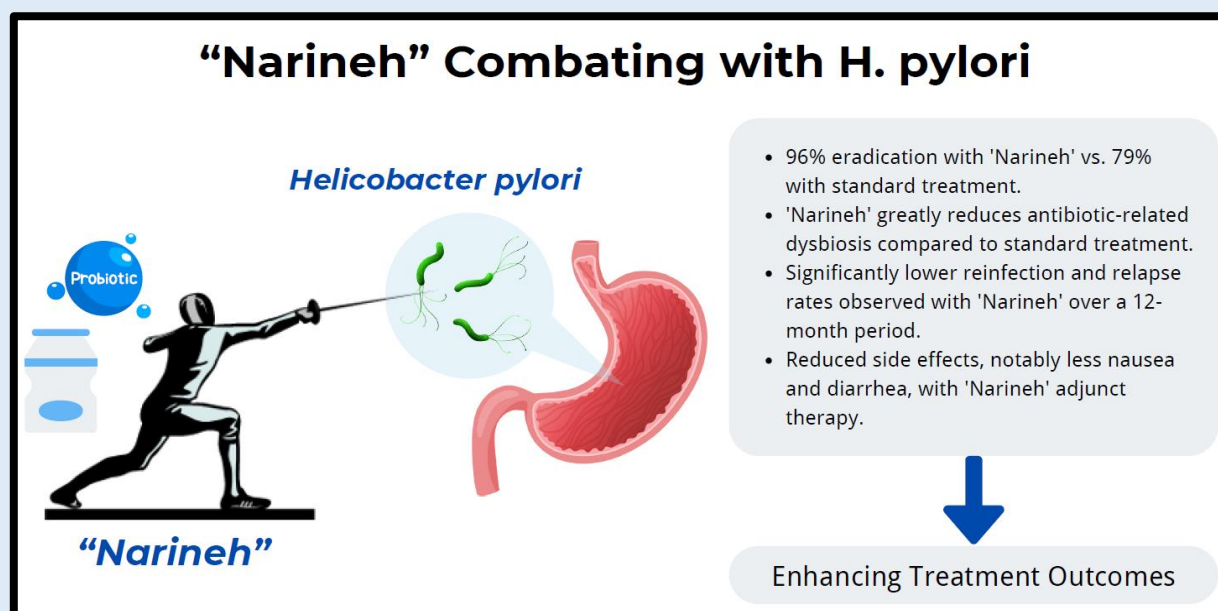 “Narineh” Combating with H. pylori
Helicobacter pylori
Probiotic
“Narineh”
• 96% eradication with 'Narineh' vs. 79%
with standard treatment.
• 'Narineh' greatly reduces antibiotic-related
dysbiosis compared to standard treatment.
• Significantly lower reinfection and relapse
rates observed with 'Narineh' over a 12-
month period.
• Reduced side effects, notably less nausea
and diarrhea, with 'Narineh' adjunct
therapy.
Enhancing Treatment Outcomes